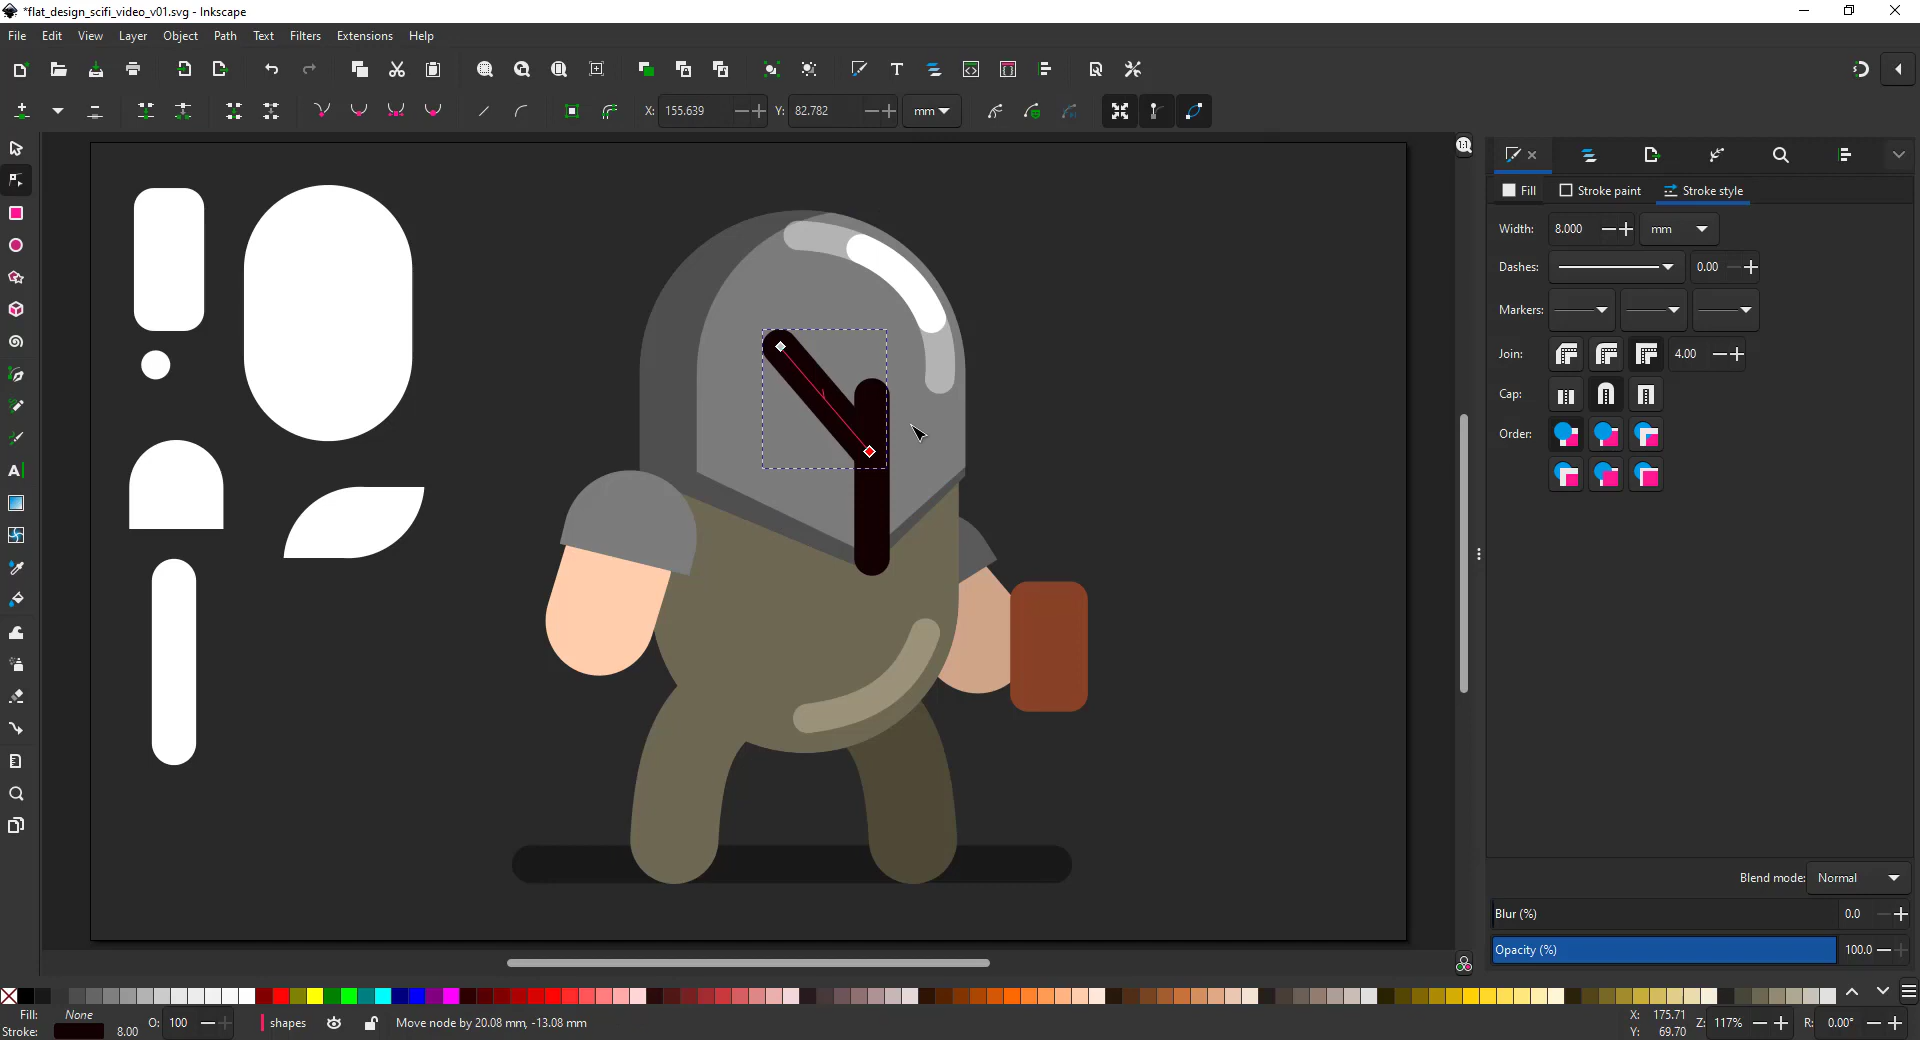 *flat_design_scifi_video_v01.svg - Inkscape
File Edit View Layer Object Path Text Filters Extensions Help
X: 155.639 Y: 82.782 mm
Fill Stroke paint Stroke style
Width: 8.000 mm
Dashes: 0.00
Markers:
Join: 4.00
Cap:
Order:
Blend mode: Normal
Blur (%) 0.0
Opacity (%) 100.0
Fill: None
Stroke: 8.00
O: 100
shapes
Move node by 20.08 mm, -13.08 mm
X: 175.71
Y: 69.70
Z: 117%
R: 0.00°